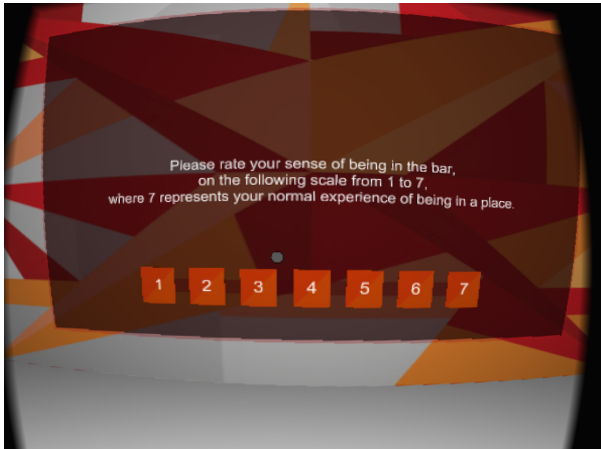 Please rate your sense of being in the bar,
on the following scale from 1 to 7,
where 7 represents your normal experience of being in a place.
1 2 3 4 5 6 7